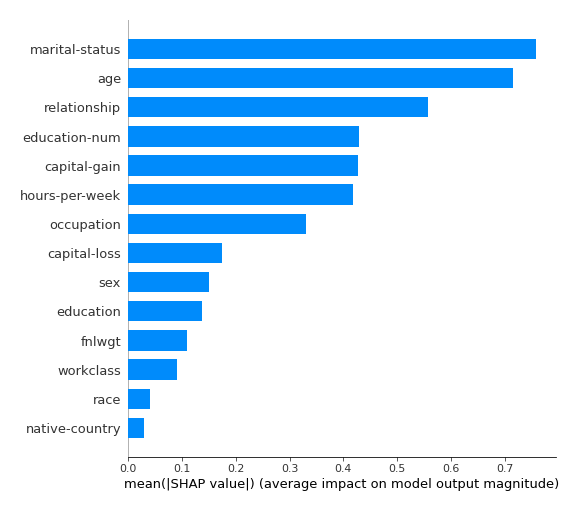 marital-status
age
relationship
education-num
capital-gain
hours-per-week
occupation
capital-loss
sex
education
fnlwgt
workclass
race
native-country
0.0 0.1 0.2 0.3 0.4 0.5 0.6 0.7
mean(|SHAP value|) (average impact on model output magnitude)